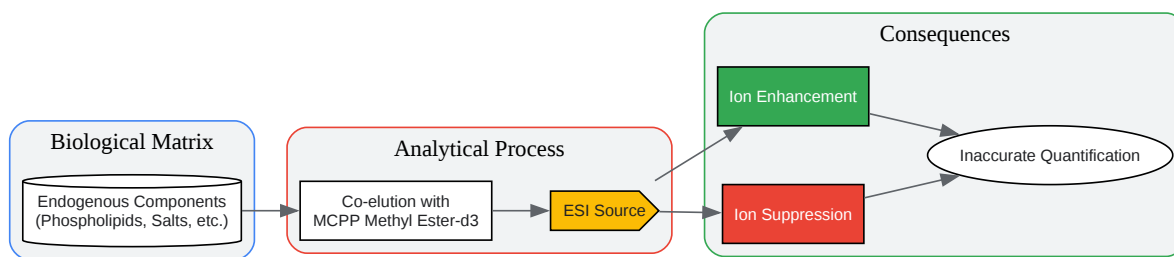 Biological Matrix
Endogenous Components
(Phospholipids, Salts, etc.)
Analytical Process
Co-elution with
MCPP Methyl Ester-d3
ESI Source
Consequences
Ion Enhancement
Ion Suppression
Inaccurate Quantification